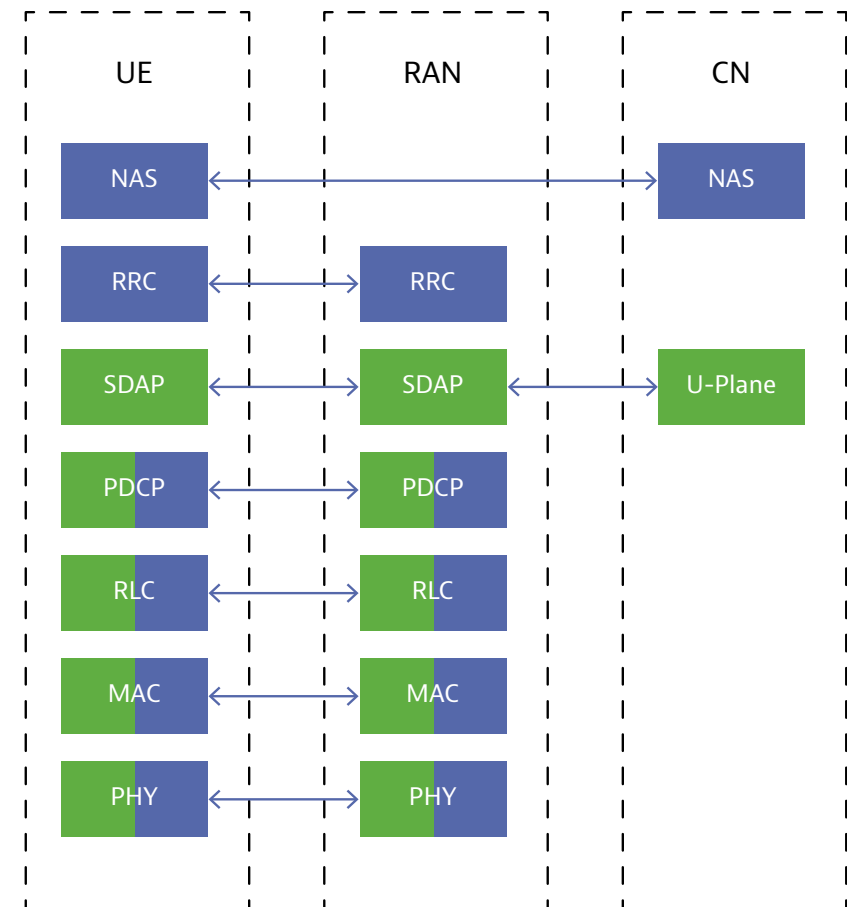 UE RAN CN
NAS NAS
RRC RRC
SDAP SDAP U-Plane
PDCP PDCP
RLC RLC
MAC MAC
PHY PHY